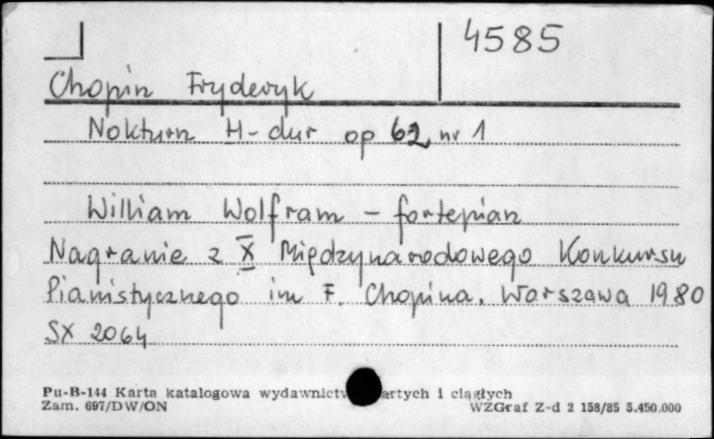 4585
Chopin Fryderyk
Nokturn H-dur op 62 nr 1
William Wolfram - fortepian
Nagranie z X Międzynarodowego Konkursu
Pianistycznego im F. Chopina. Warszawa 1980
SX 2064
Pu-B-144 Karta katalogowa i ciągłych
Zam. 697/DW/ON WZGraf Z-d 2 158/85 5.450.000